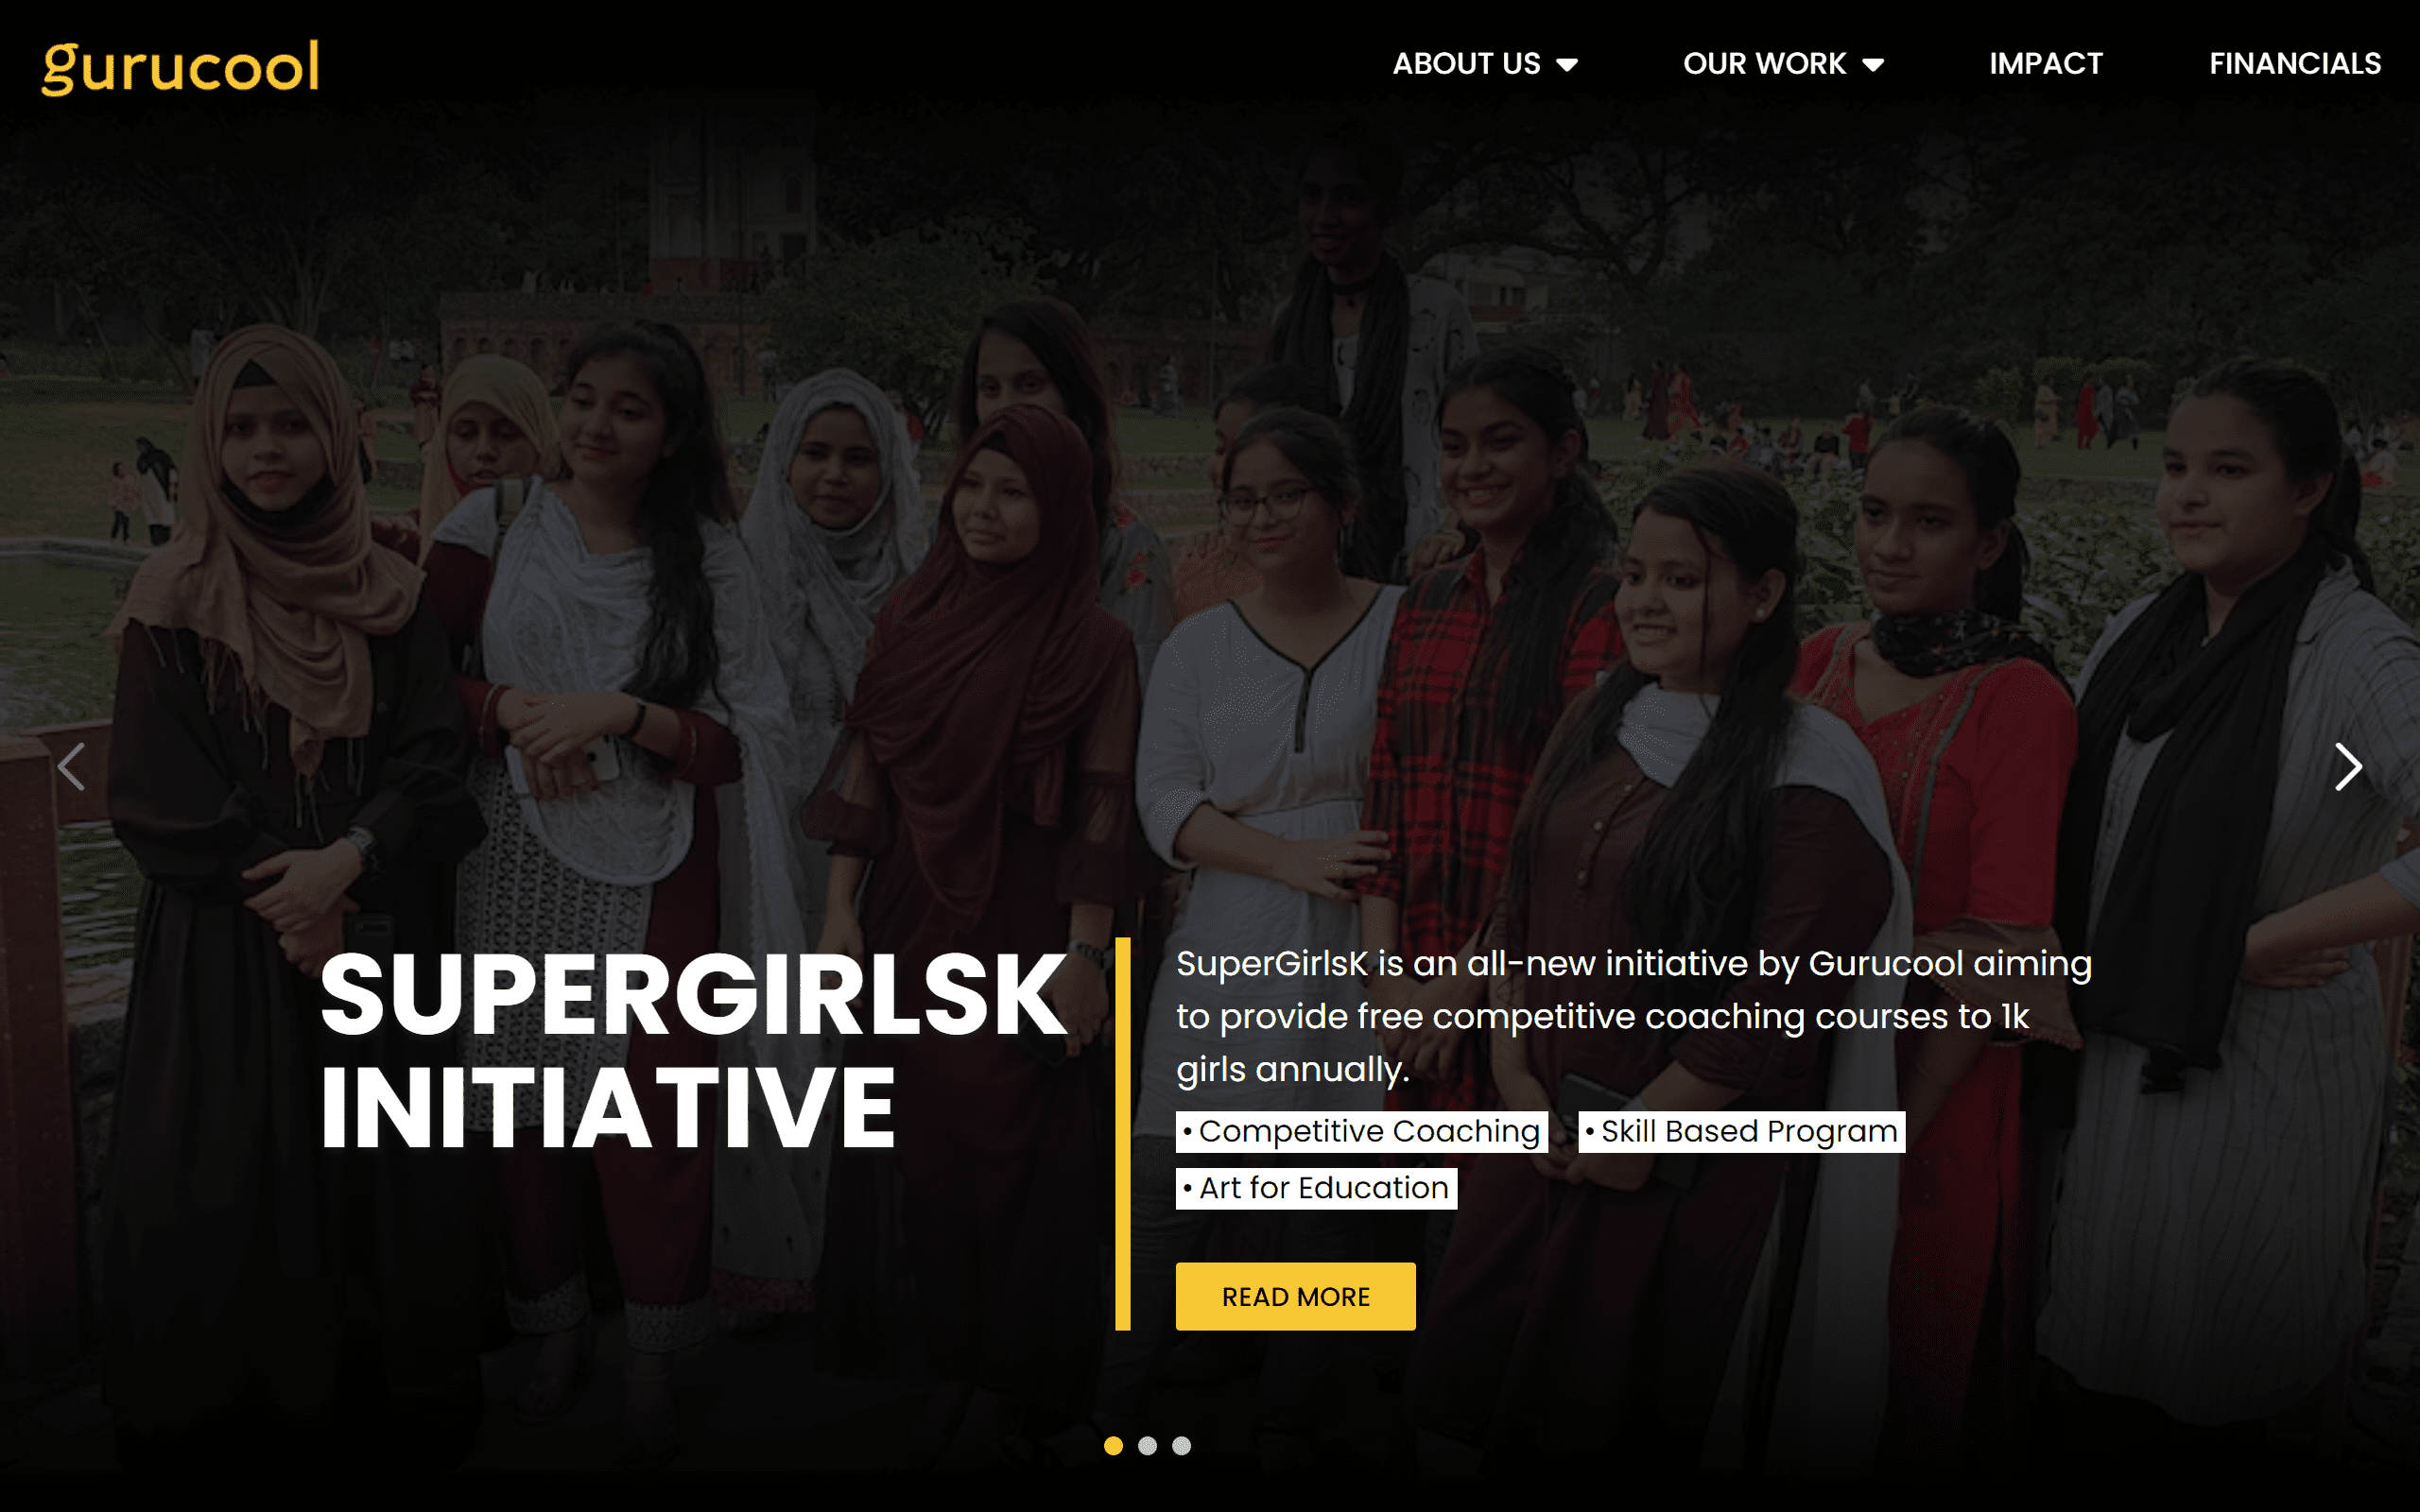 gurucool
ABOUT US
OUR WORK
IMPACT
FINANCIALS
SUPERGIRLSK
INITIATIVE
SuperGirlsK is an all-new initiative by Gurucool aiming
to provide free competitive coaching courses to 1k
girls annually.
• Competitive Coaching
• Skill Based Program
• Art for Education
READ MORE